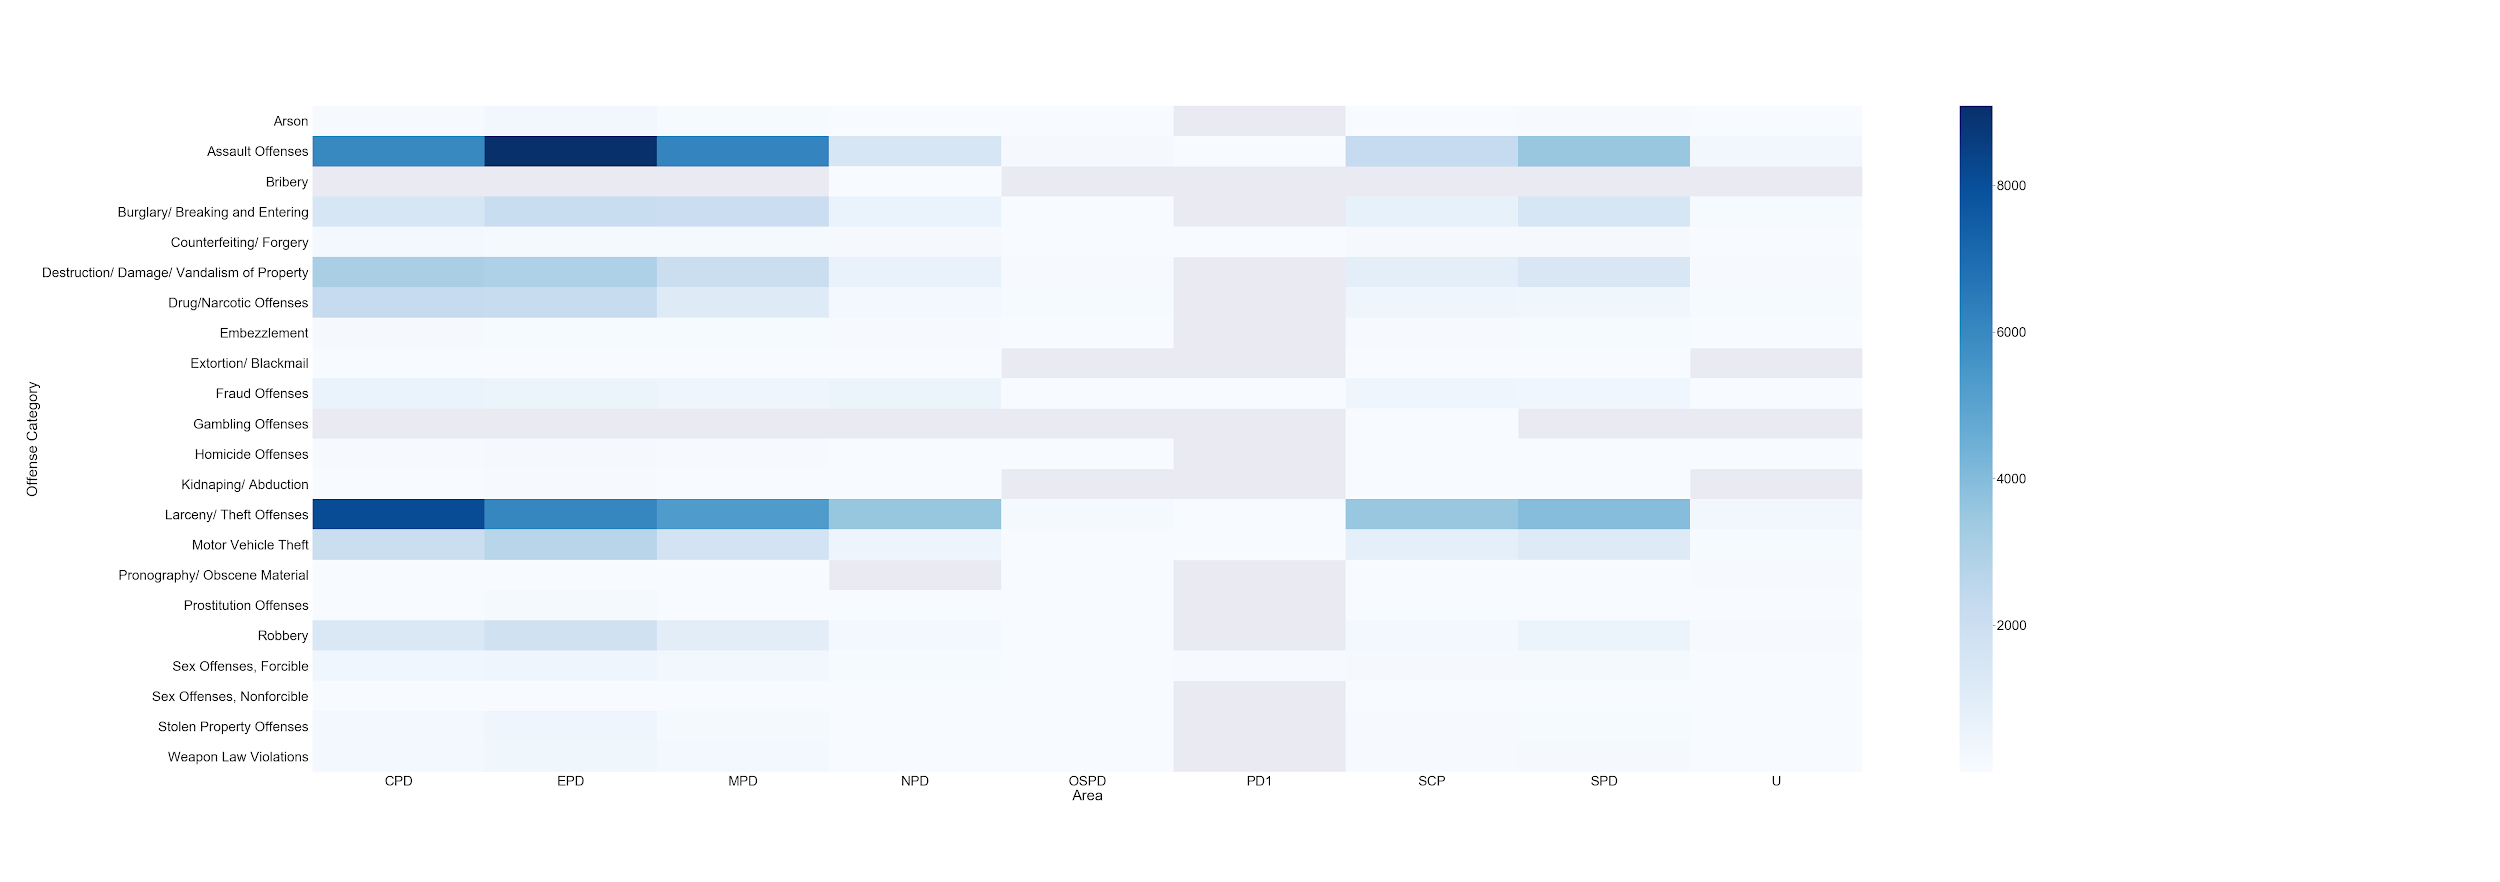 Arson
Assault Offenses
Bribery
Burglary/ Breaking and Entering
Counterfeiting/ Forgery
Destruction/ Damage/ Vandalism of Property
Drug/Narcotic Offenses
Embezzlement
Extortion/ Blackmail
Fraud Offenses
Gambling Offenses
Homicide Offenses
Kidnaping/ Abduction
Larceny/ Theft Offenses
Motor Vehicle Theft
Pronography/ Obscene Material
Prostitution Offenses
Robbery
Sex Offenses, Forcible
Sex Offenses, Nonforcible
Stolen Property Offenses
Weapon Law Violations
Offense Category
CPD EPD MPD NPD OSPD PD1 SCP SPD U
Area
8000
6000
4000
2000